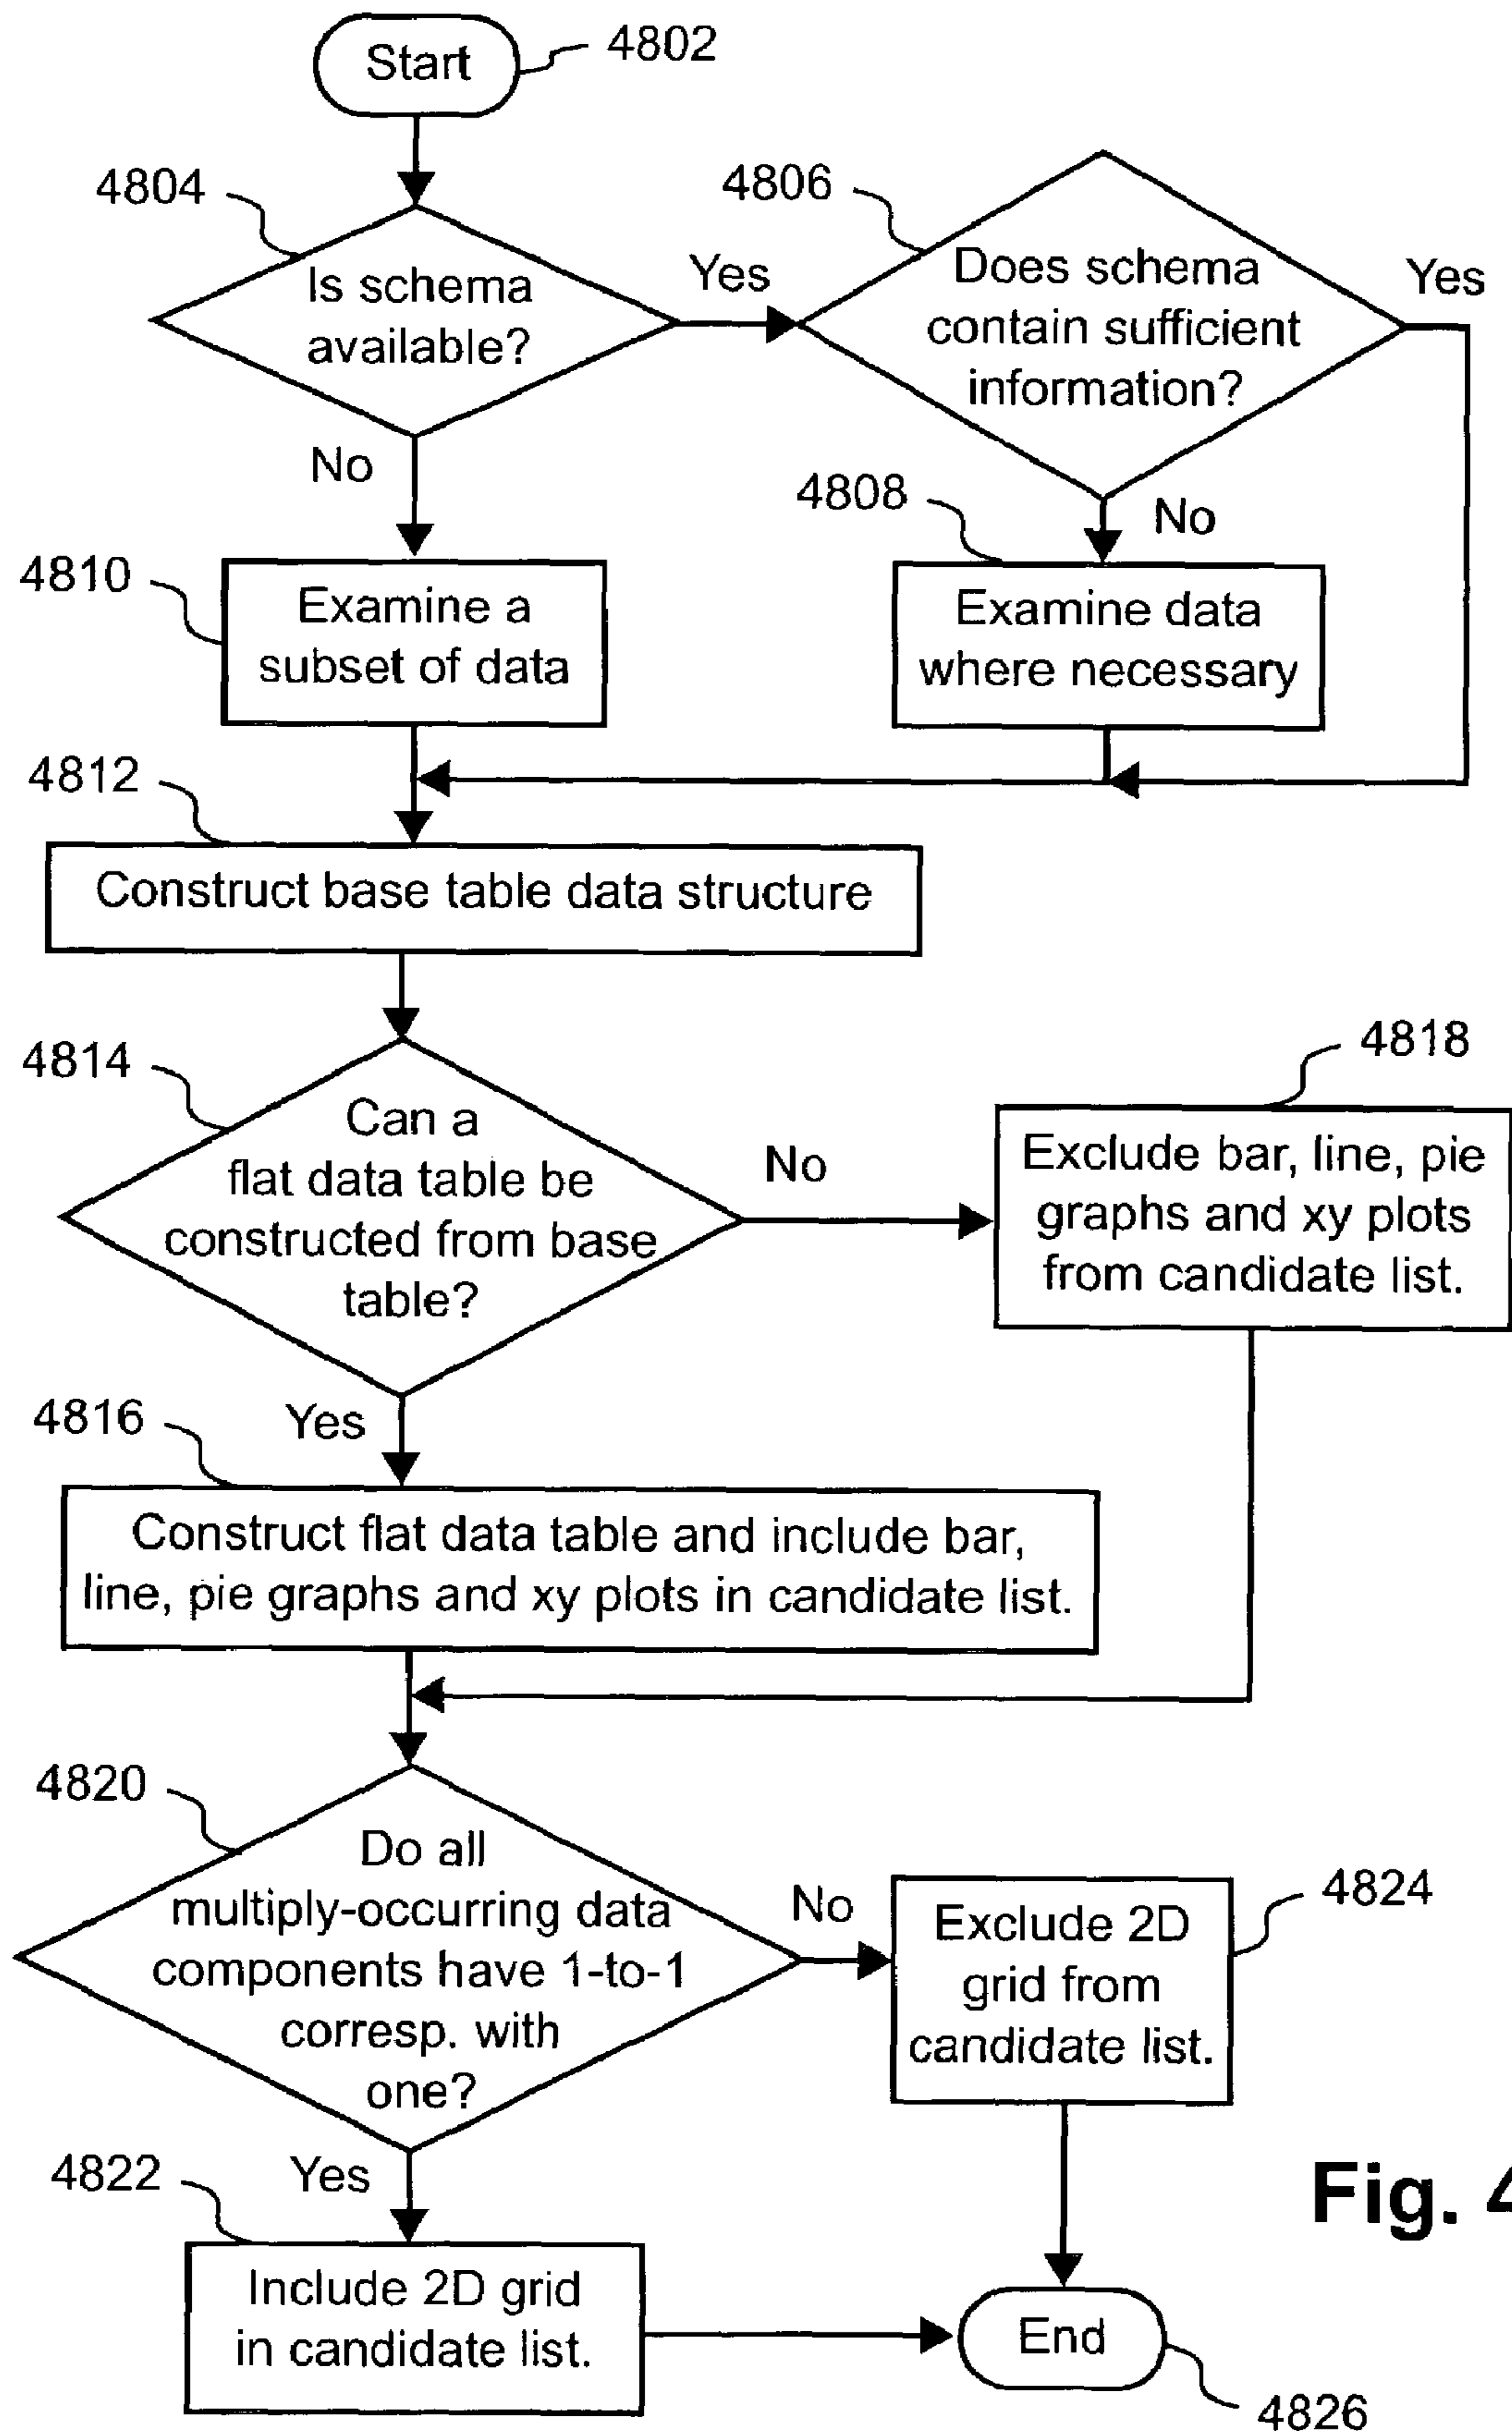 Start
4802
4804
Is schema
available?
Yes
4806
Does schema
contain sufficient
information?
Yes
No
4808
No
4810
Examine a
subset of data
Examine data
where necessary
4812
Construct base table data structure
4814
Can a
flat data table be
constructed from base
table?
No
4818
Exclude bar, line, pie
graphs and xy plots
from candidate list.
4816
Yes
Construct flat data table and include bar,
line, pie graphs and xy plots in candidate list.
4820
Do all
multiply-occurring data
components have 1-to-1
corresp. with
one?
No
4824
Exclude 2D
grid from
candidate list.
4822
Yes
Include 2D grid
in candidate list.
End
4826
Fig. 4